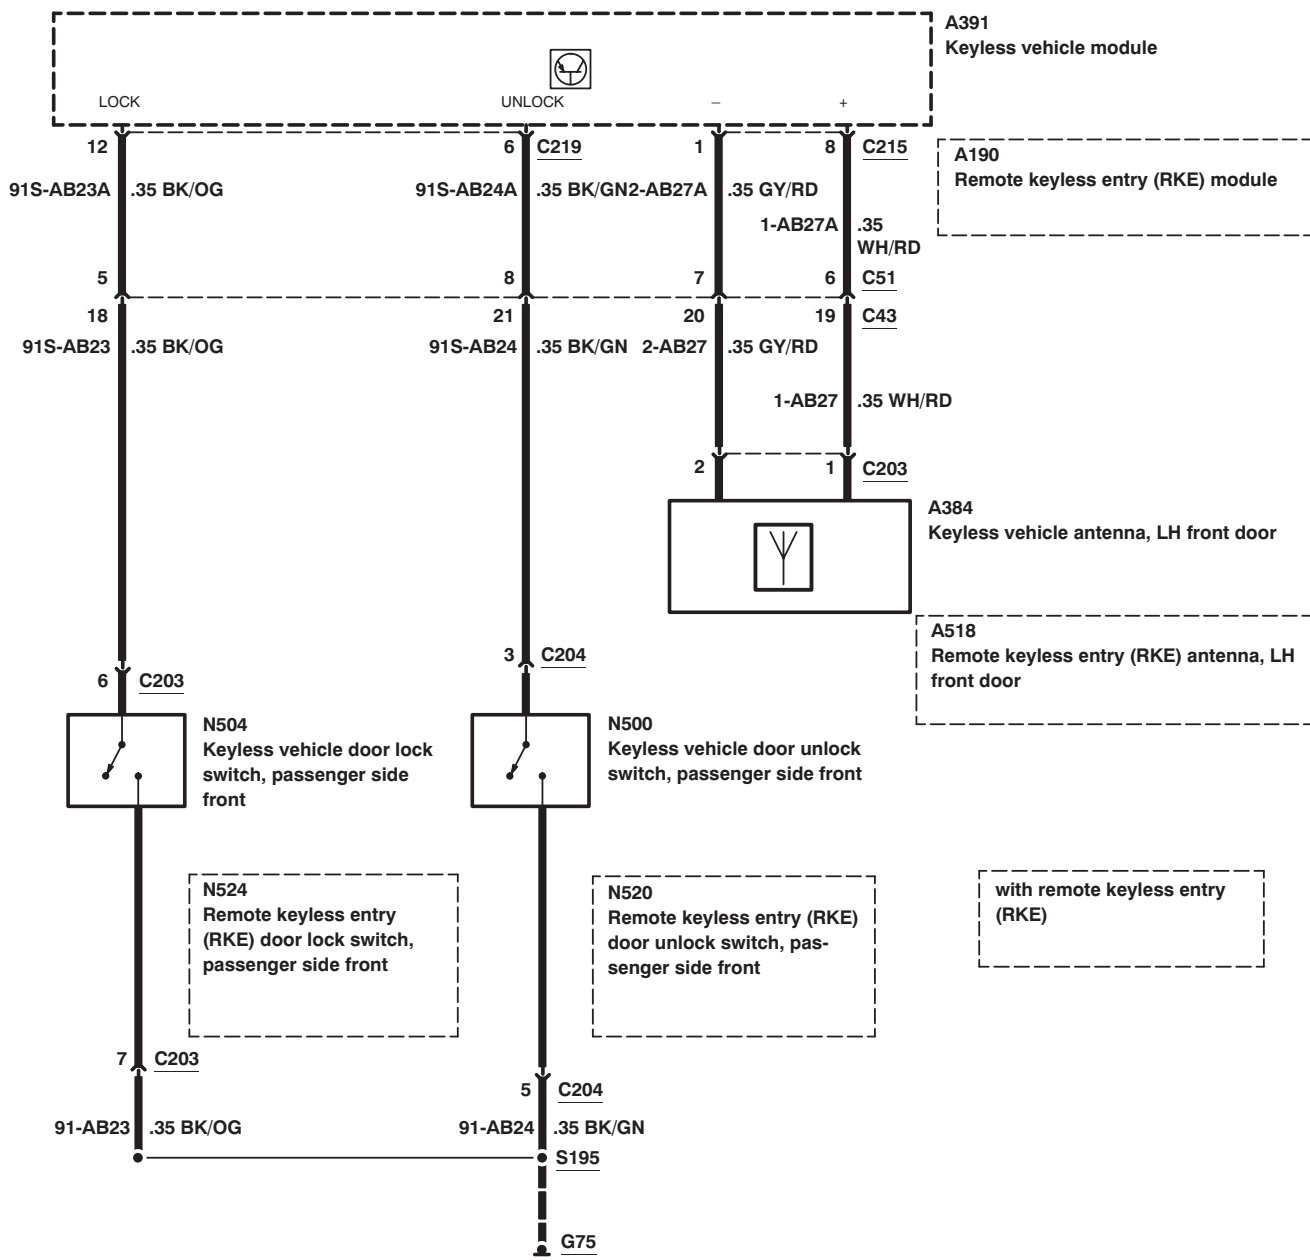 A391
Keyless vehicle module
LOCK
UNLOCK
–
+
12
6
C219
1
8
C215
A190
Remote keyless entry (RKE) module
91S-AB23A
.35 BK/OG
91S-AB24A
.35 BK/GN
2-AB27A
.35 GY/RD
1-AB27A
.35
WH/RD
5
8
7
6
C51
18
21
20
19
C43
91S-AB23
.35 BK/OG
91S-AB24
.35 BK/GN
2-AB27
.35 GY/RD
1-AB27
.35 WH/RD
2
1
C203
A384
Keyless vehicle antenna, LH front door
A518
Remote keyless entry (RKE) antenna, LH
front door
3
C204
6
C203
N504
Keyless vehicle door lock
switch, passenger side
front
N500
Keyless vehicle door unlock
switch, passenger side front
N524
Remote keyless entry
(RKE) door lock switch,
passenger side front
N520
Remote keyless entry (RKE)
door unlock switch, pas-
senger side front
with remote keyless entry
(RKE)
7
C203
5
C204
91-AB23
.35 BK/OG
91-AB24
.35 BK/GN
S195
G75